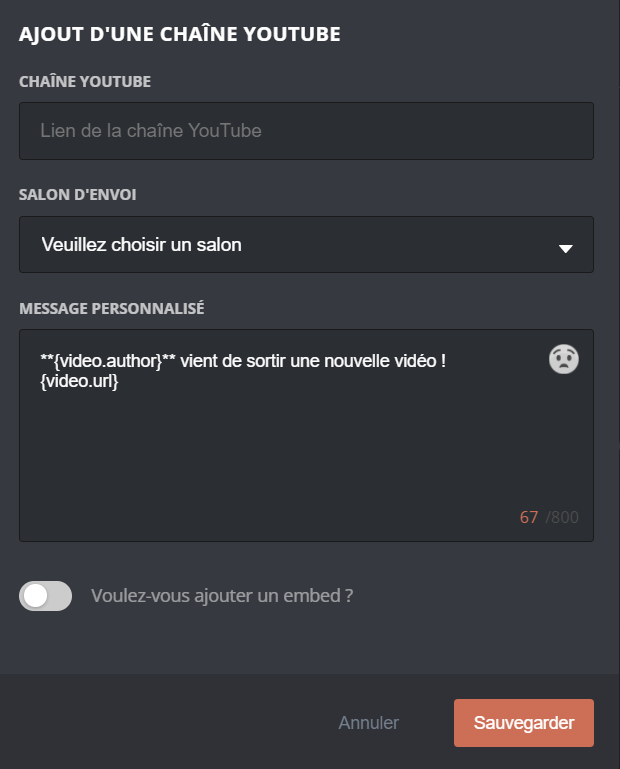 AJOUT D'UNE CHAÎNE YOUTUBE
CHAÎNE YOUTUBE
Lien de la chaîne YouTube
SALON D'ENVOI
Veuillez choisir un salon
MESSAGE PERSONNALISÉ
**{video.author}** vient de sortir une nouvelle vidéo !
{video.url}
67 /800
Voulez-vous ajouter un embed ?
Annuler Sauvegarder